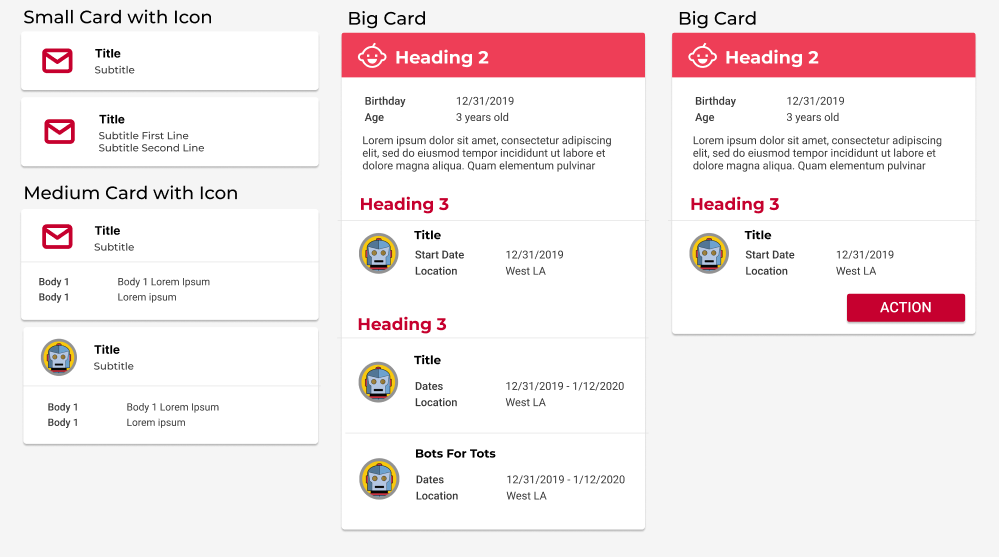 Small Card with Icon
Title
Subtitle
Title
Subtitle First Line
Subtitle Second Line
Medium Card with Icon
Title
Subtitle
Body 1 Body 1 Lorem Ipsum
Body 1 Lorem ipsum
Title
Subtitle
Body 1 Body 1 Lorem Ipsum
Body 1 Lorem ipsum
Big Card
Heading 2
Birthday 12/31/2019
Age 3 years old
Lorem ipsum dolor sit amet, consectetur adipiscing
elit, sed do eiusmod tempor incididunt ut labore et
dolore magna aliqua. Quam elementum pulvinar
Heading 3
Title
Start Date 12/31/2019
Location West LA
Heading 3
Title
Dates 12/31/2019 - 1/12/2020
Location West LA
Bots For Tots
Dates 12/31/2019 - 1/12/2020
Location West LA
Big Card
Heading 2
Birthday 12/31/2019
Age 3 years old
Lorem ipsum dolor sit amet, consectetur adipiscing
elit, sed do eiusmod tempor incididunt ut labore et
dolore magna aliqua. Quam elementum pulvinar
Heading 3
Title
Start Date 12/31/2019
Location West LA
ACTION